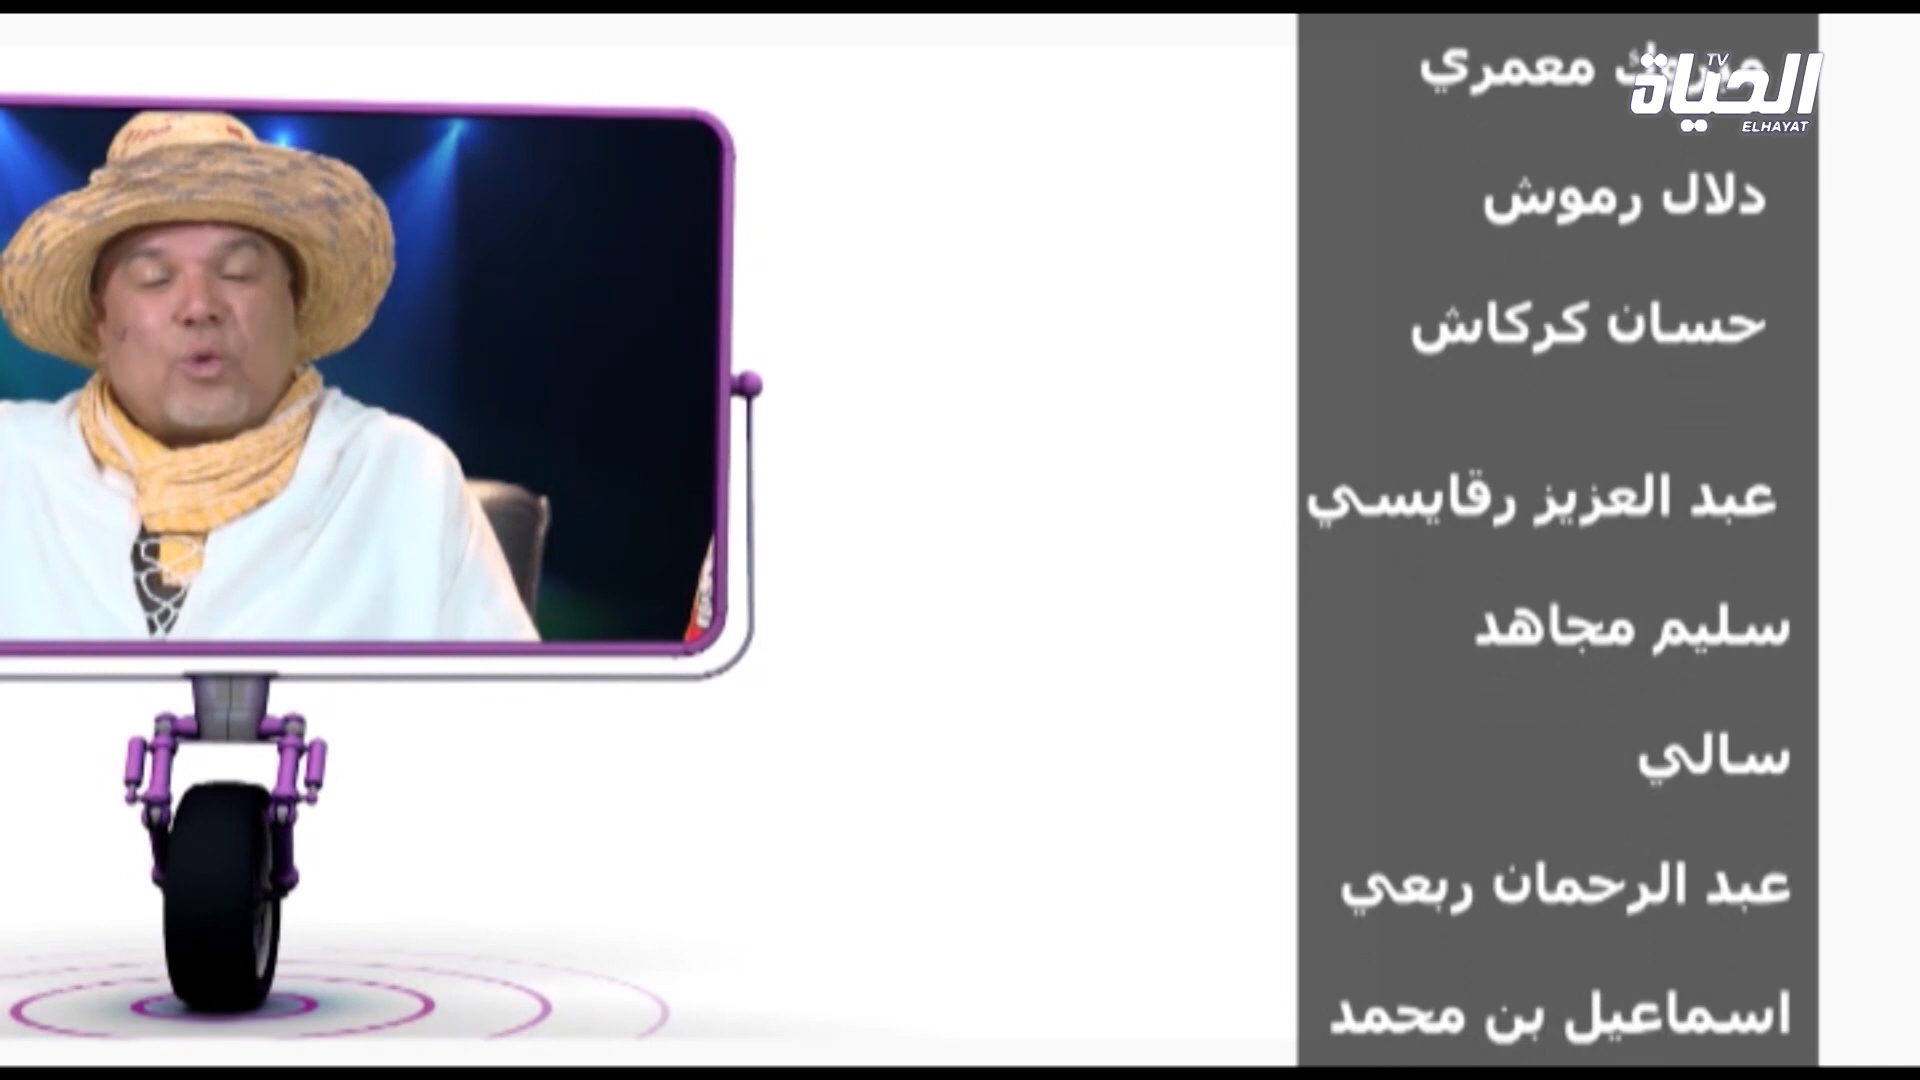 مبروك معمري
الحياة
TV
ELHAYAT
دلال رموش
حسان كركاش
عبد العزيز رقايسي
سليم مجاهد
سالي
عبد الرحمان ربعي
اسماعيل بن محمد